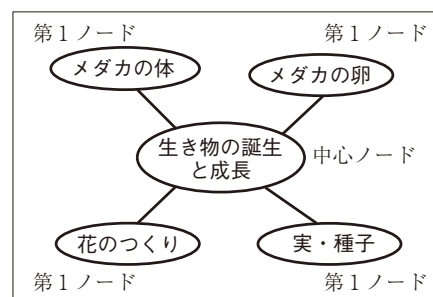 第1ノード
第1ノード
メダカの体
メダカの卵
生き物の誕生
と成長
中心ノード
花のつくり
実・種子
第1ノード
第1ノード